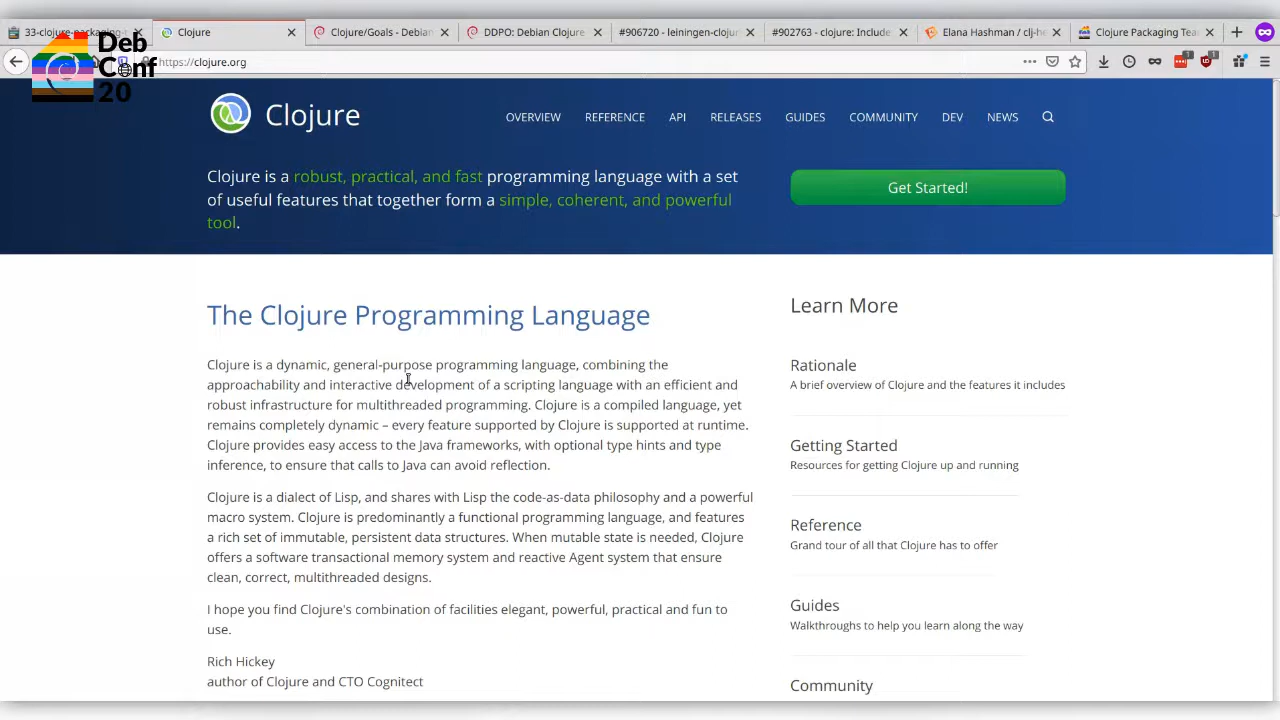 33-clojure-packaging
Clojure
Clojure/Goals - Debian
DDPO: Debian Clojure
#906720 - leiningen-clojur
#902763 - clojure: Include
Elana Hashman / clj-he
Clojure Packaging Tea
https://clojure.org
Deb
Conf
20
Clojure
OVERVIEW
REFERENCE
API
RELEASES
GUIDES
COMMUNITY
DEV
NEWS
Clojure is a robust, practical, and fast programming language with a set
of useful features that together form a simple, coherent, and powerful
tool.
Get Started!
The Clojure Programming Language
Clojure is a dynamic, general-purpose programming language, combining the
approachability and interactive development of a scripting language with an efficient and
robust infrastructure for multithreaded programming. Clojure is a compiled language, yet
remains completely dynamic – every feature supported by Clojure is supported at runtime.
Clojure provides easy access to the Java frameworks, with optional type hints and type
inference, to ensure that calls to Java can avoid reflection.
Clojure is a dialect of Lisp, and shares with Lisp the code-as-data philosophy and a powerful
macro system. Clojure is predominantly a functional programming language, and features
a rich set of immutable, persistent data structures. When mutable state is needed, Clojure
offers a software transactional memory system and reactive Agent system that ensure
clean, correct, multithreaded designs.
I hope you find Clojure's combination of facilities elegant, powerful, practical and fun to
use.
Rich Hickey
author of Clojure and CTO Cognitect
Learn More
Rationale
A brief overview of Clojure and the features it includes
Getting Started
Resources for getting Clojure up and running
Reference
Grand tour of all that Clojure has to offer
Guides
Walkthroughs to help you learn along the way
Community